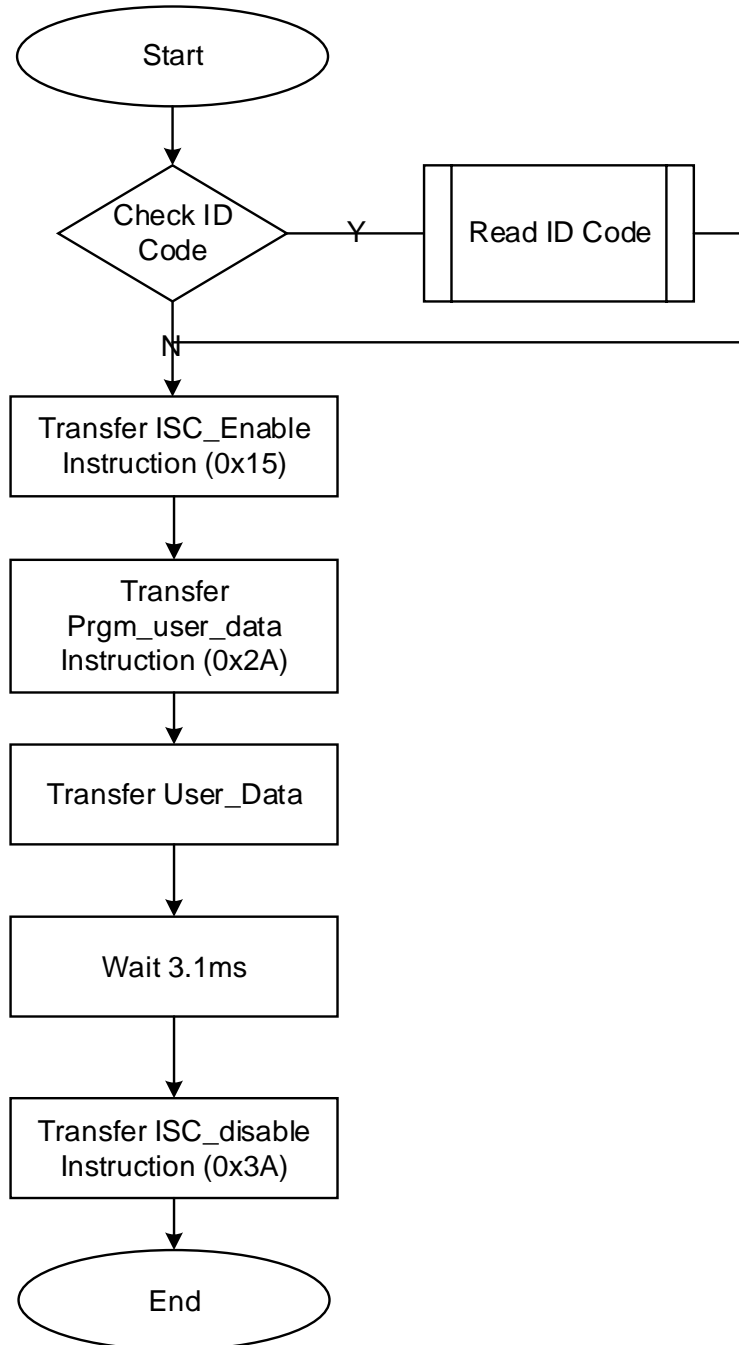 Start
Check ID
Code
Y
Read ID Code
N
Transfer ISC_Enable
Instruction (0x15)
Transfer
Prgm_user_data
Instruction (0x2A)
Transfer User_Data
Wait 3.1ms
Transfer ISC_disable
Instruction (0x3A)
End